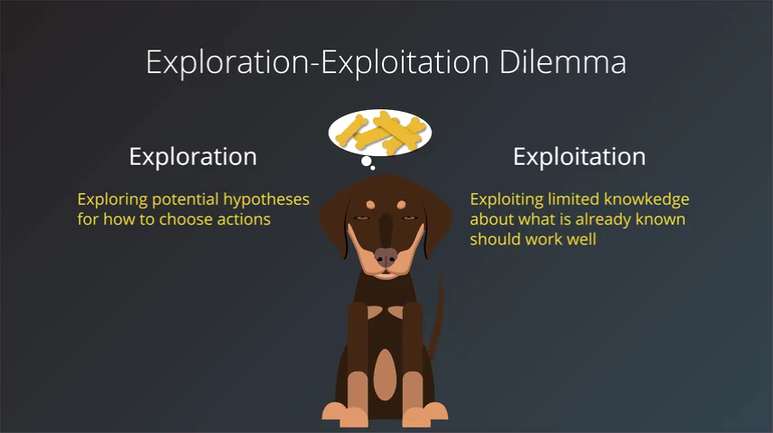 Exploration-Exploitation Dilemma
Exploration
Exploring potential hypotheses
for how to choose actions
Exploitation
Exploiting limited knowkedge
about what is already known
should work well